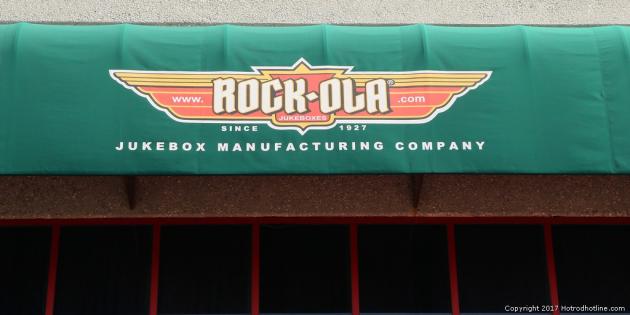 www. ROCK-OLA® .com
JUKEBOXES
SINCE 1927
JUKEBOX MANUFACTURING COMPANY
Copyright 2017 Hotrodhotline.com